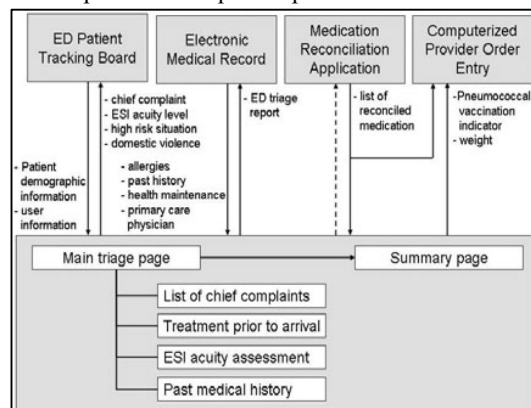 ED Patient
Tracking Board
Electronic
Medical Record
Medication
Reconciliation
Application
Computerized
Provider Order
Entry
- chief complaint
- ESI acuity level
- high risk situation
- domestic violence
- ED triage
report
- list of
reconciled
medication
- Pneumococcal
vaccination
indicator
- weight
- Patient
demographic
information
- user
information
- allergies
- past history
- health maintenance
- primary care
physician
Main triage page
Summary page
List of chief complaints
Treatment prior to arrival
ESI acuity assessment
Past medical history